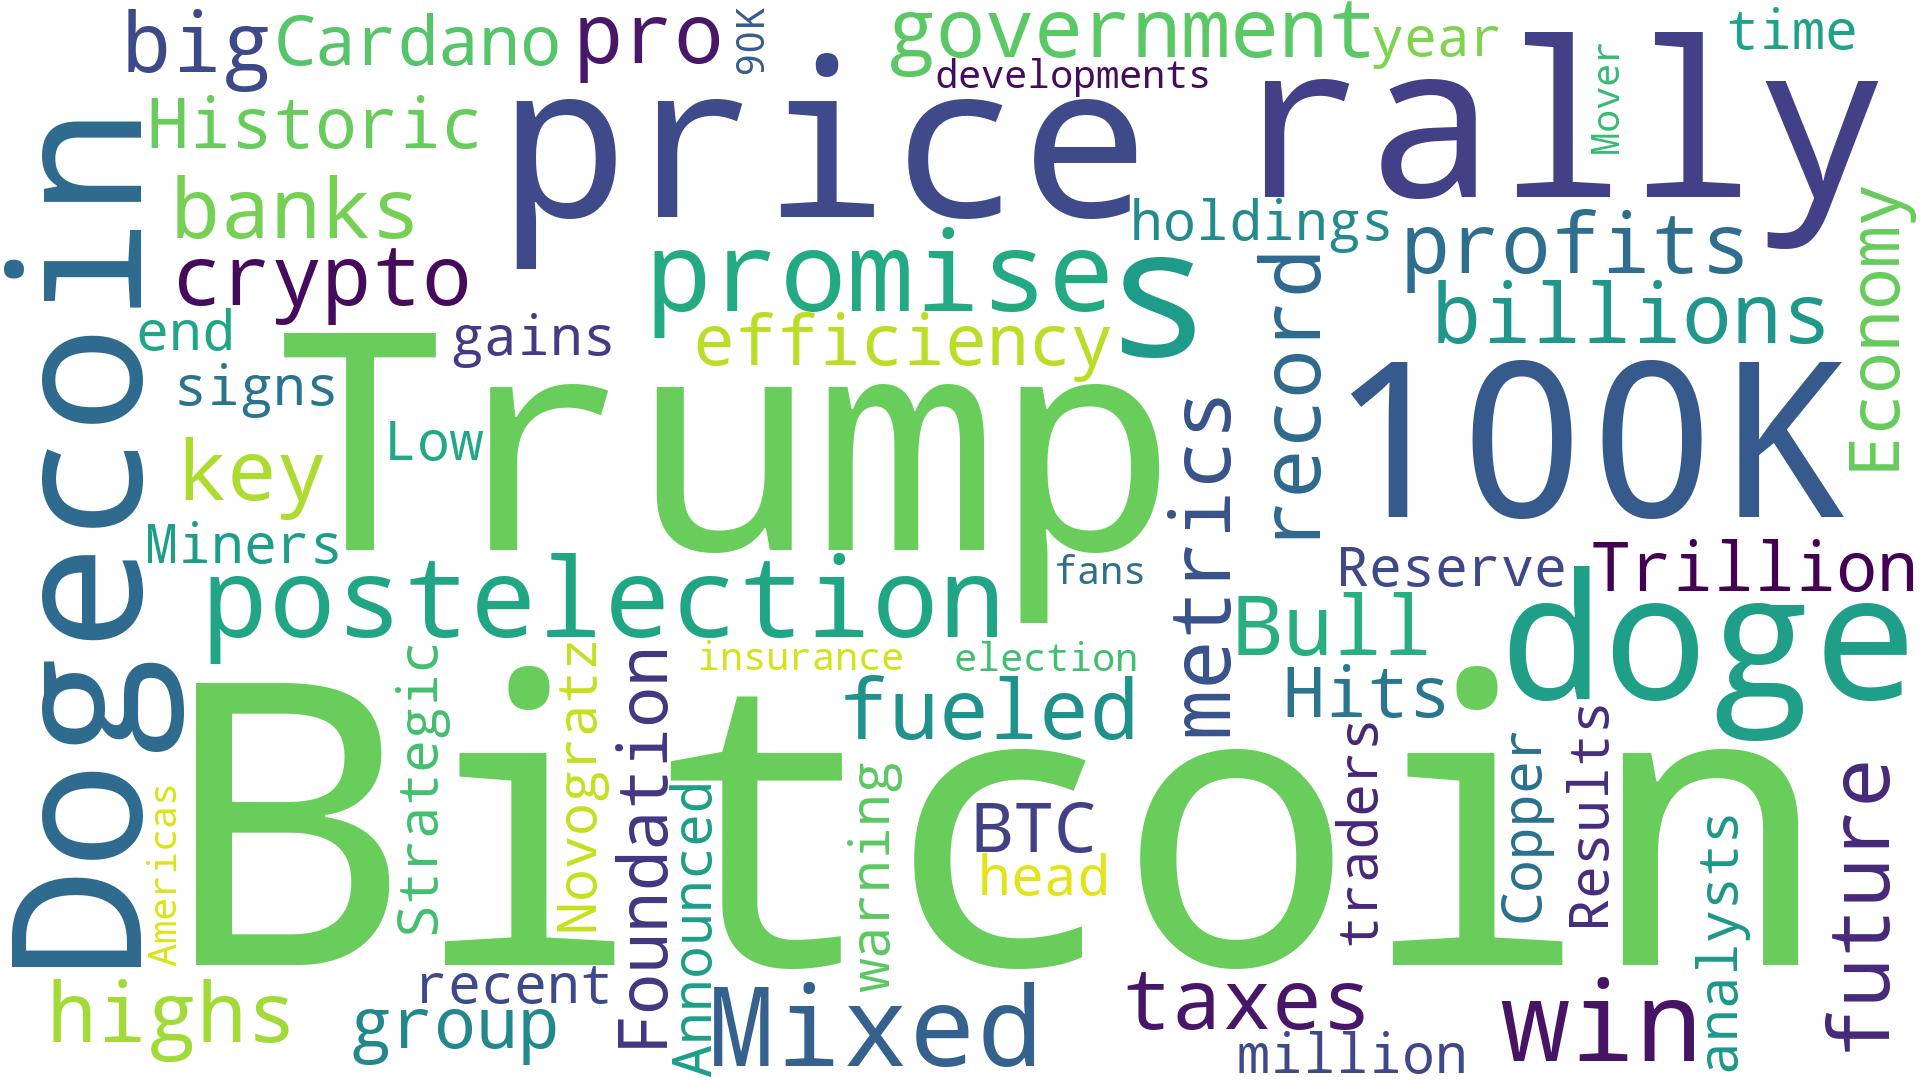 big
Cardano
pro
90K
government
year
time
developments
Mover
Historic
price
rally
banks
crypto
holdings
profits
Economy
promises
s
record
billions
end
gains
efficiency
signs
Trump
100K
Low
key
metrics
Miners
postelection
fans
Reserve
Trillion
Dogecoin
Bull
doge
insurance
election
Hits
fueled
Strategic
Novogratz
Foundation
Bitcoin
Americas
Announced
warning
BTC
head
traders
Copper
Results
analysts
future
highs
recent
group
Mixed
taxes
million
win